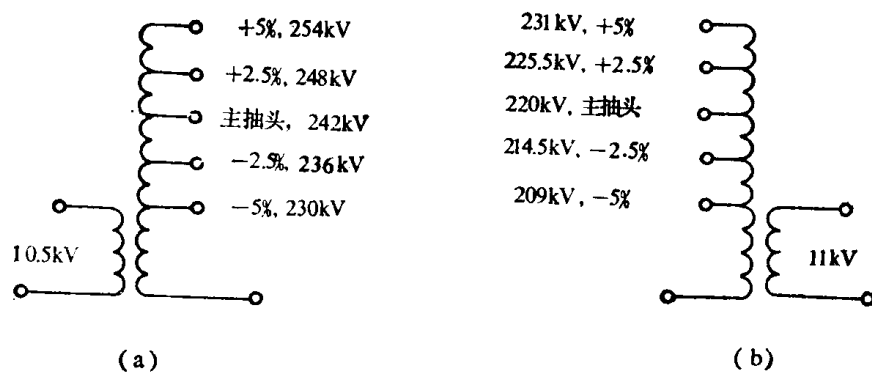 +5%, 254kV
+2.5%, 248kV
主抽头, 242kV
−2.5%, 236kV
−5%, 230kV
10.5kV
(a)
231kV, +5%
225.5kV, +2.5%
220kV, 主抽头
214.5kV, −2.5%
209kV, −5%
11kV
(b)